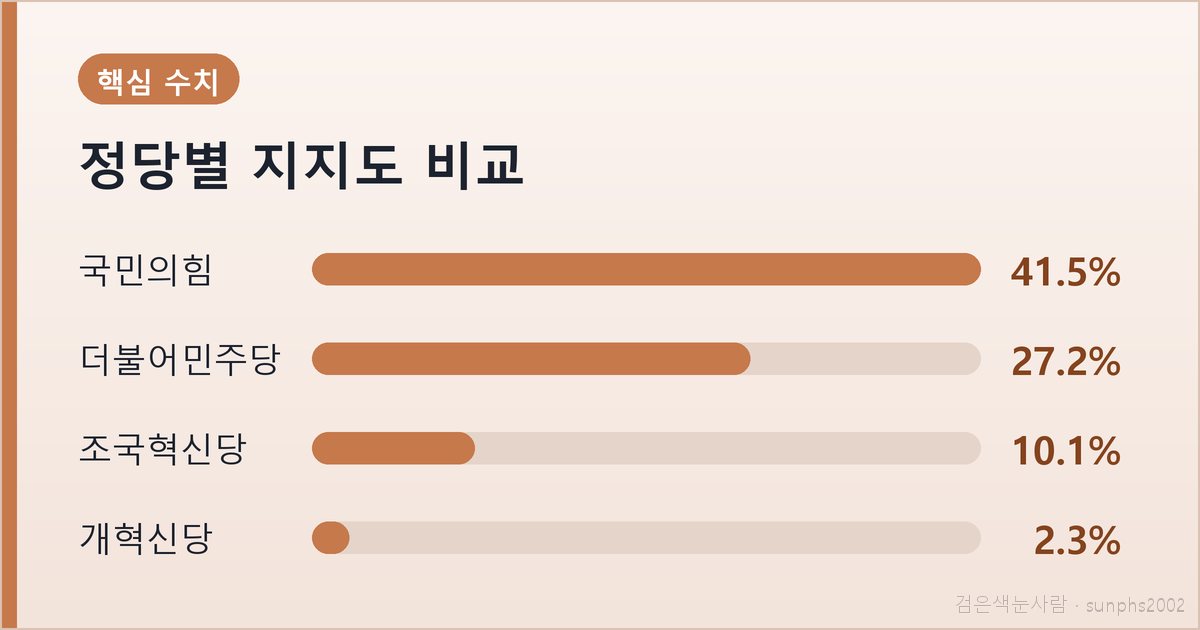 핵심 수치
정당별 지지도 비교
국민의힘 41.5%
더불어민주당 27.2%
조국혁신당 10.1%
개혁신당 2.3%
검은색눈사람 · sunphs2002